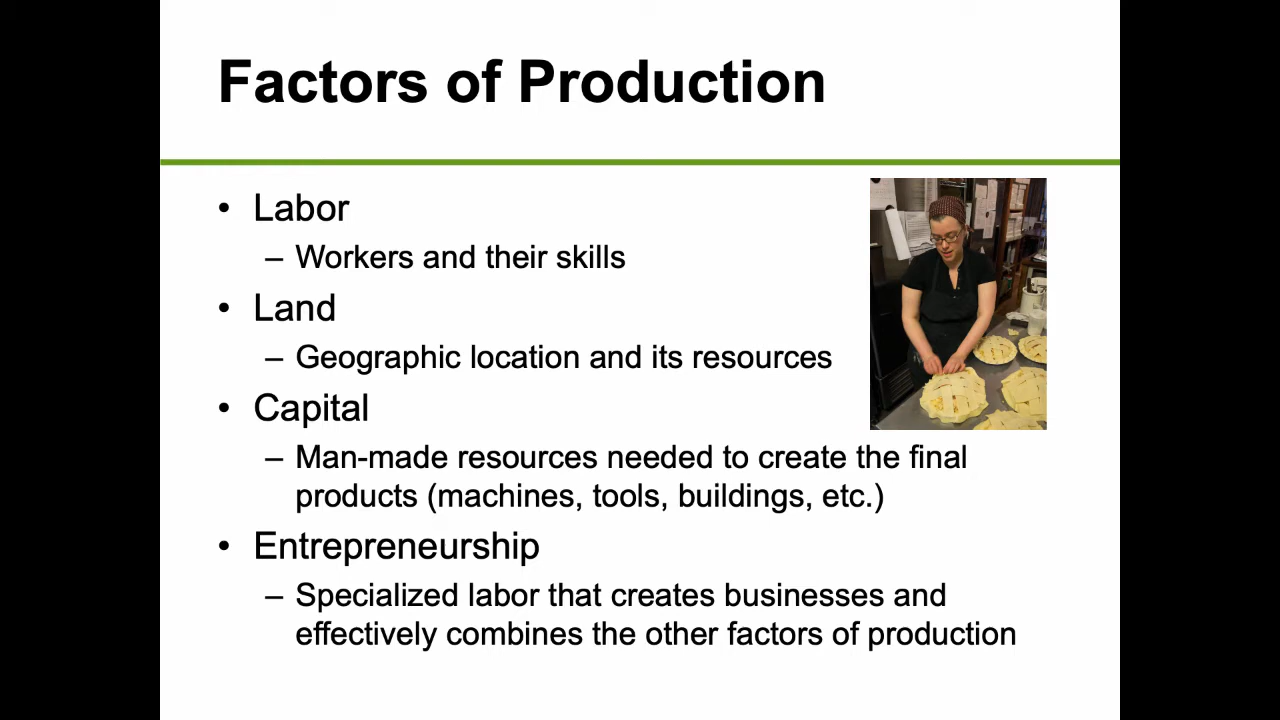 Factors of Production
• Labor
– Workers and their skills
• Land
– Geographic location and its resources
• Capital
– Man-made resources needed to create the final
products (machines, tools, buildings, etc.)
• Entrepreneurship
– Specialized labor that creates businesses and
effectively combines the other factors of production